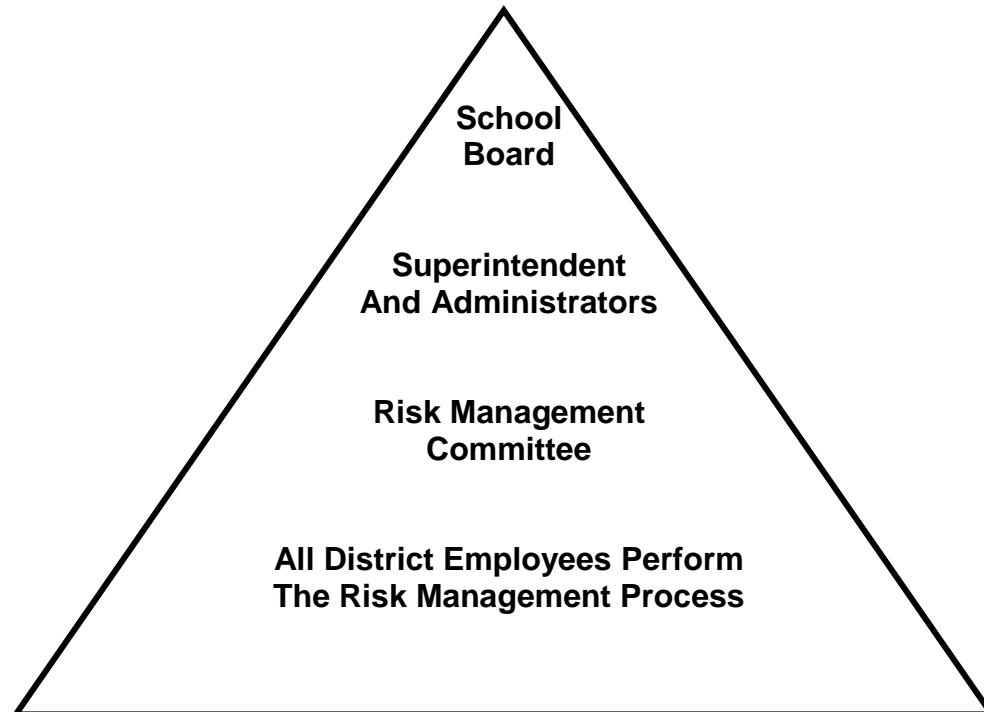 School
Board
Superintendent
And Administrators
Risk Management
Committee
All District Employees Perform
The Risk Management Process